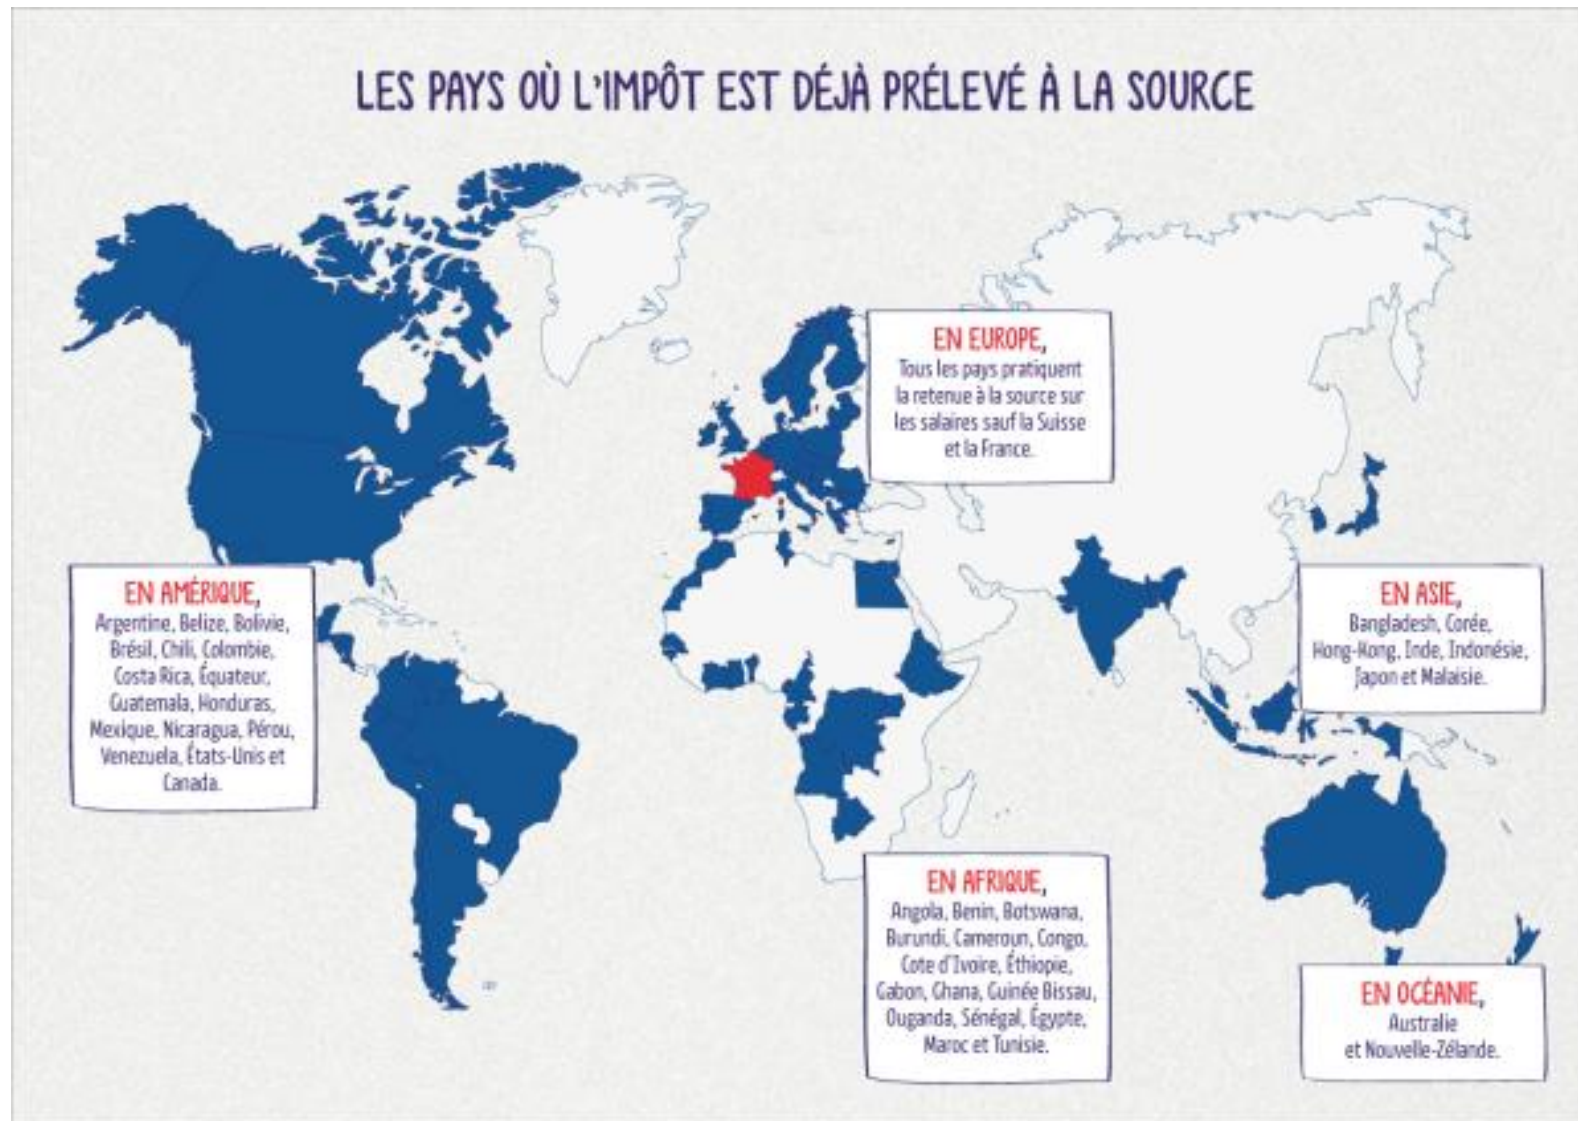 LES PAYS OÙ L'IMPÔT EST DÉJÀ PRÉLEVÉ À LA SOURCE
EN EUROPE,
Tous les pays pratiquent
la retenue à la source sur
les salaires sauf la Suisse
et la France.
EN AMÉRIQUE,
Argentine, Belize, Bolivie,
Brésil, Chili, Colombie,
Costa Rica, Équateur,
Guatemala, Honduras,
Mexique, Nicaragua, Pérou,
Venezuela, États-Unis et
Canada.
EN ASIE,
Bangladesh, Corée,
Hong-Kong, Inde, Indonésie,
Japon et Malaisie.
EN AFRIQUE,
Angola, Benin, Botswana,
Burundi, Cameroun, Congo,
Cote d'Ivoire, Éthiopie,
Gabon, Ghana, Guinée Bissau,
Ouganda, Sénégal, Égypte,
Maroc et Tunisie.
EN OCÉANIE,
Australie
et Nouvelle-Zélande.